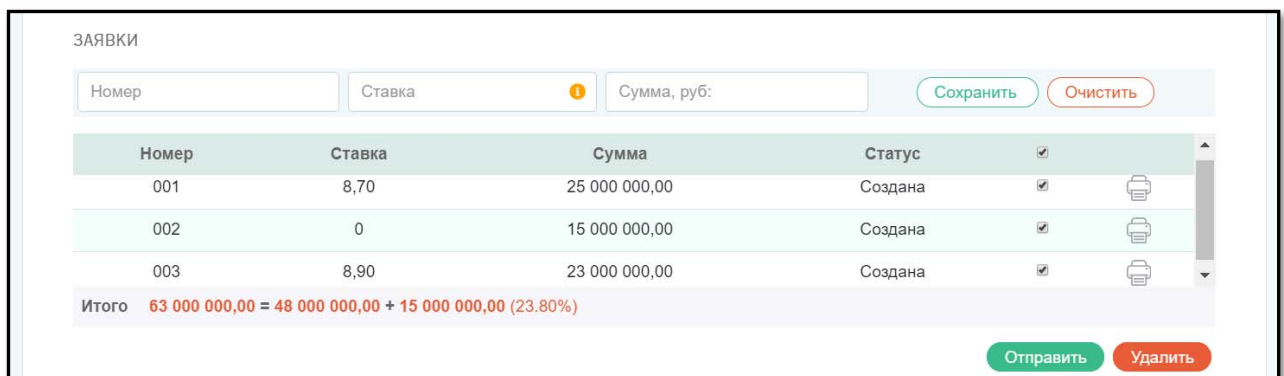 ЗАЯВКИ
Номер Ставка Сумма, руб: Сохранить Очистить
Номер Ставка Сумма Статус
001 8,70 25 000 000,00 Создана
002 0 15 000 000,00 Создана
003 8,90 23 000 000,00 Создана
Итого 63 000 000,00 = 48 000 000,00 + 15 000 000,00 (23.80%)
Отправить Удалить